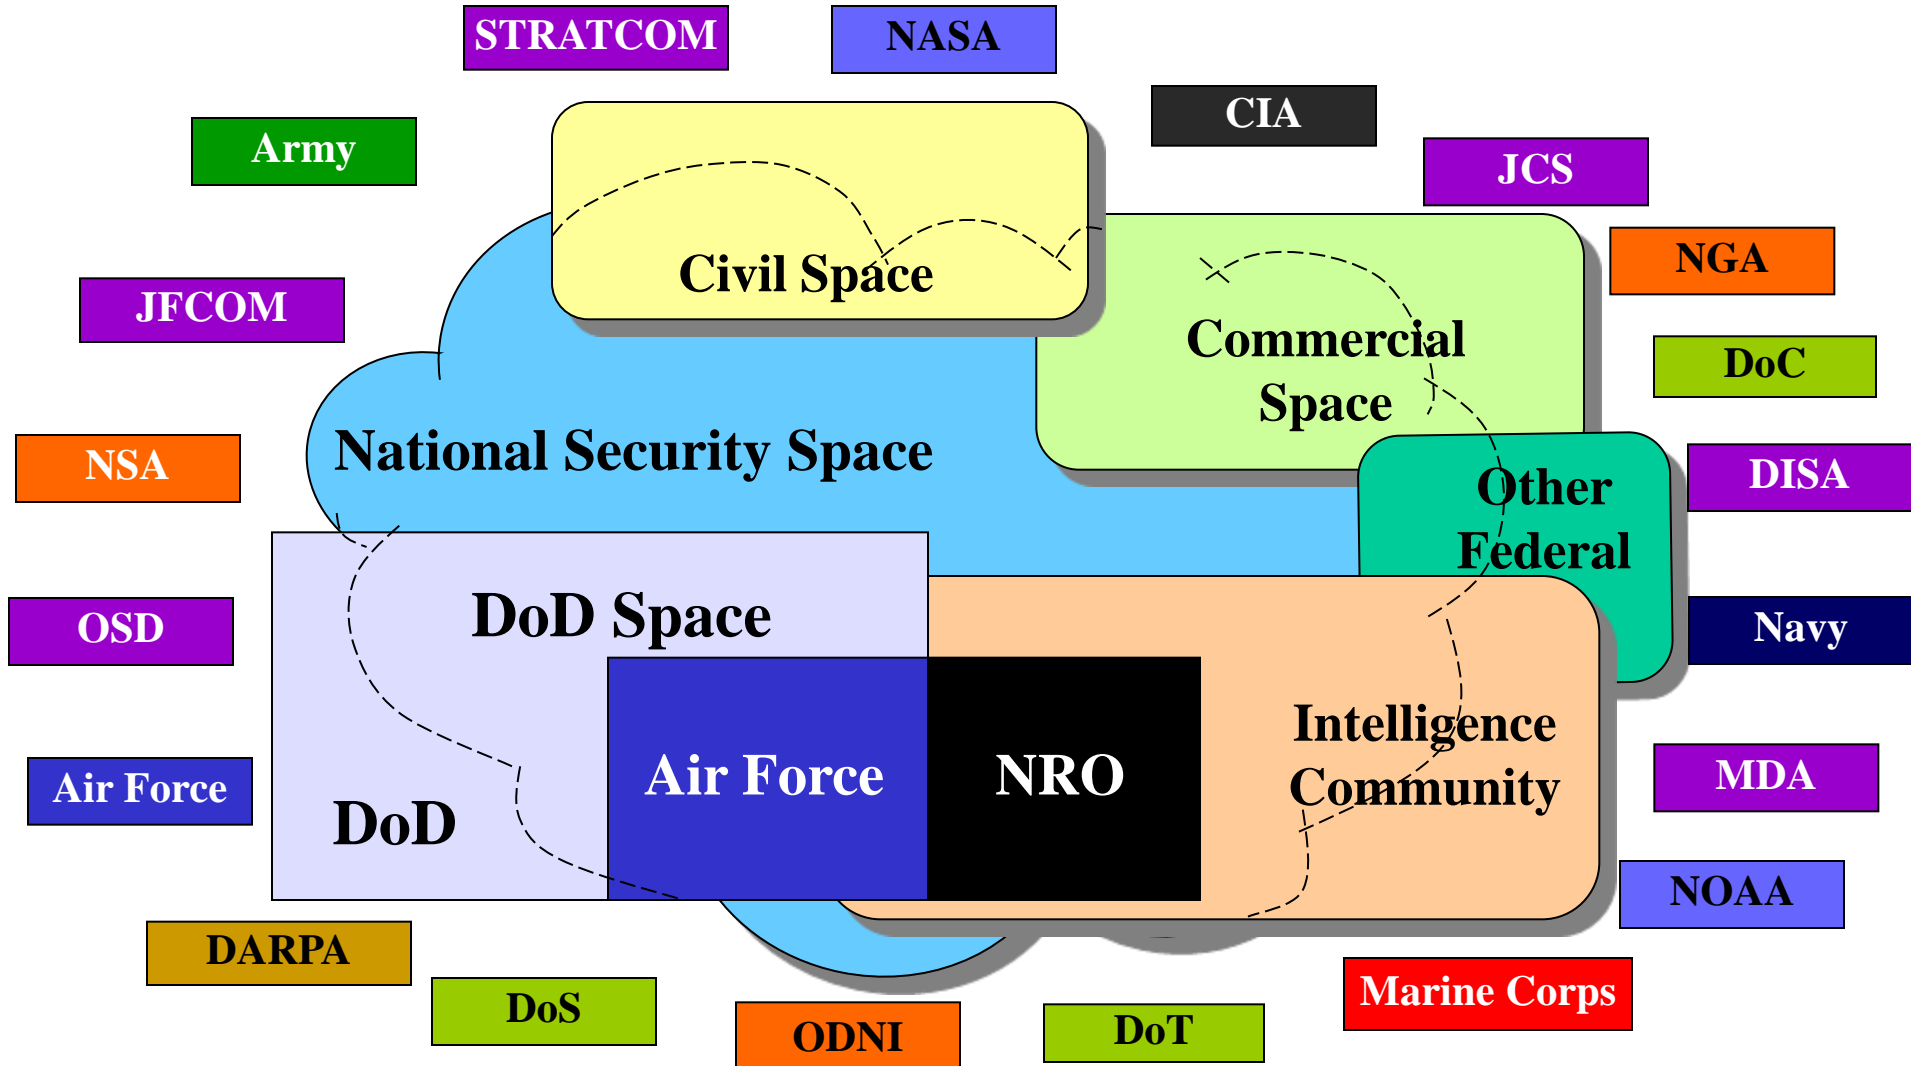 STRATCOM
NASA
CIA
Army
JCS
NGA
Civil Space
JFCOM
Commercial
Space
DoC
National Security Space
NSA
DISA
Other
Federal
DoD Space
OSD
Navy
Intelligence
Community
Air Force
NRO
Air Force
MDA
DoD
NOAA
DARPA
Marine Corps
DoS
ODNI
DoT